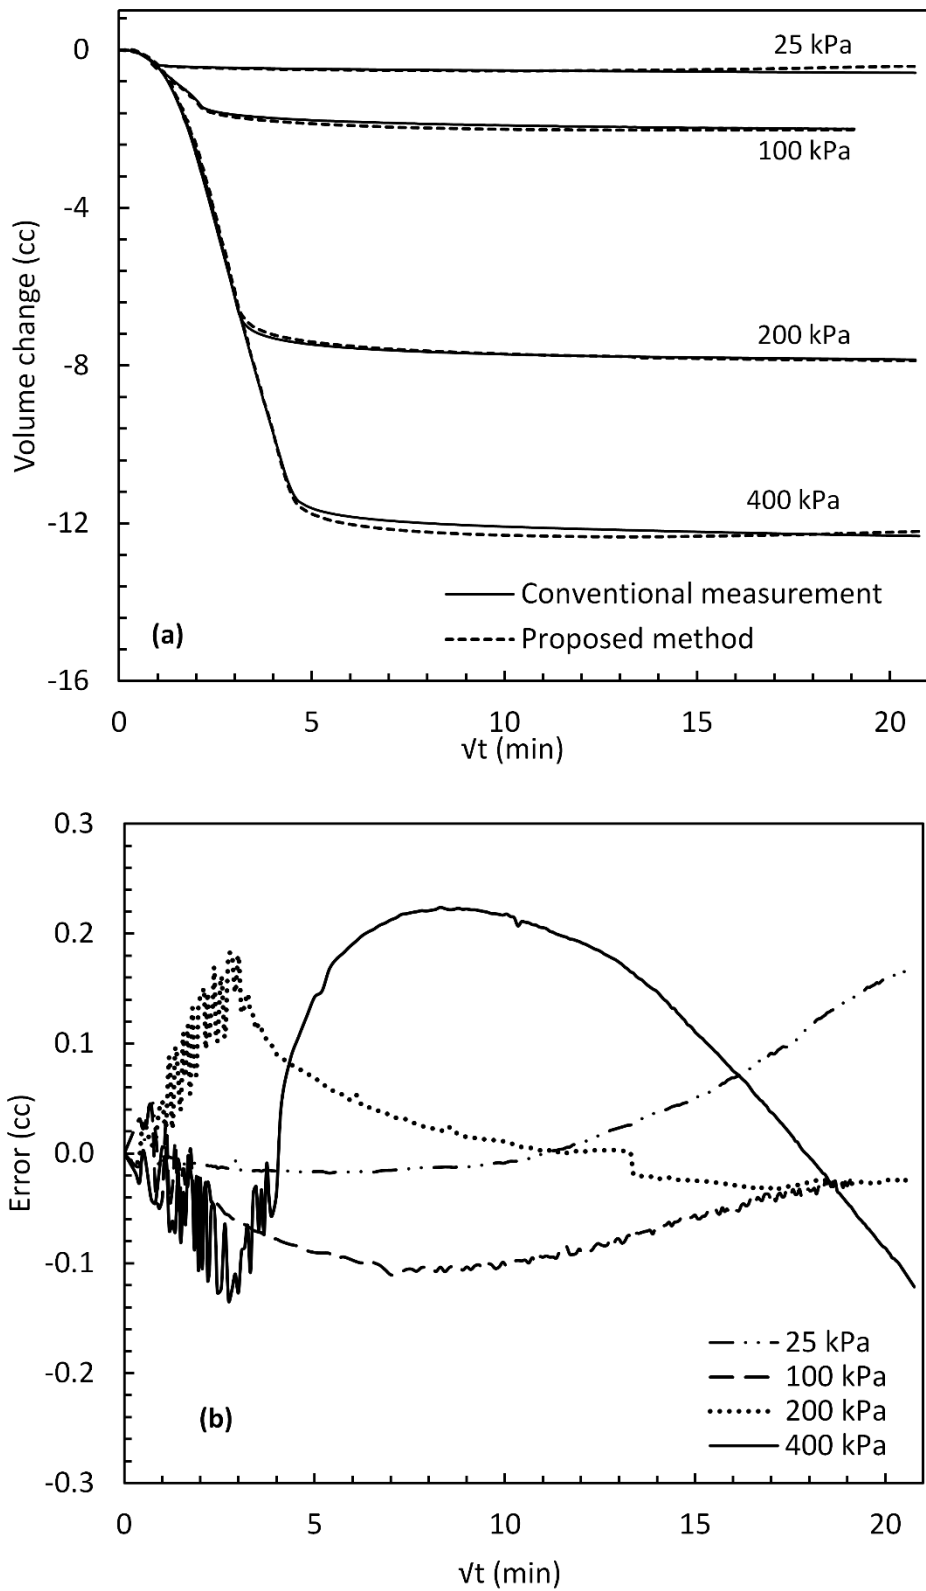 0
-4
-8
-12
-16
Volume change (cc)
25 kPa
100 kPa
200 kPa
400 kPa
Conventional measurement
Proposed method
(a)
0 5 10 15 20
√t (min)
0.3
0.2
0.1
0.0
-0.1
-0.2
-0.3
Error (cc)
25 kPa
100 kPa
200 kPa
400 kPa
(b)
0 5 10 15 20
√t (min)